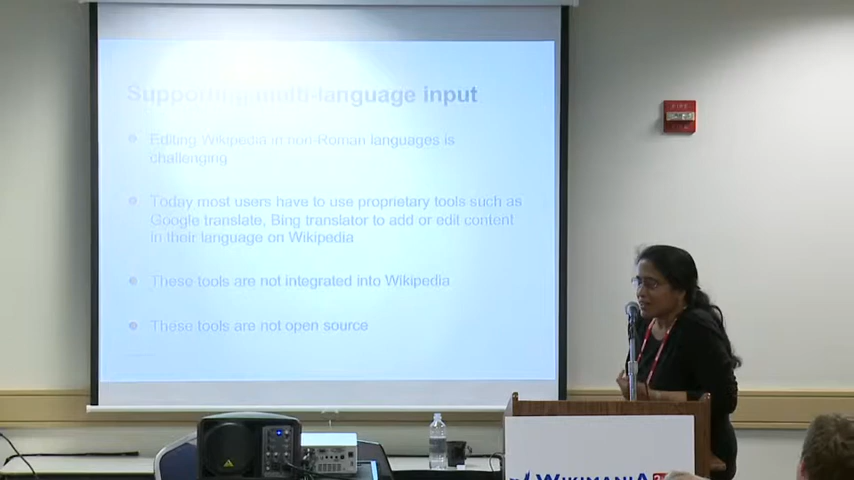 Supporting multi-language input
Editing Wikipedia in non-Roman languages is
challenging
Today most users have to use proprietary tools such as
Google translate, Bing translator to add or edit content
in their language on Wikipedia
These tools are not integrated into Wikipedia
These tools are not open source
FIRE
WIKIMANIA